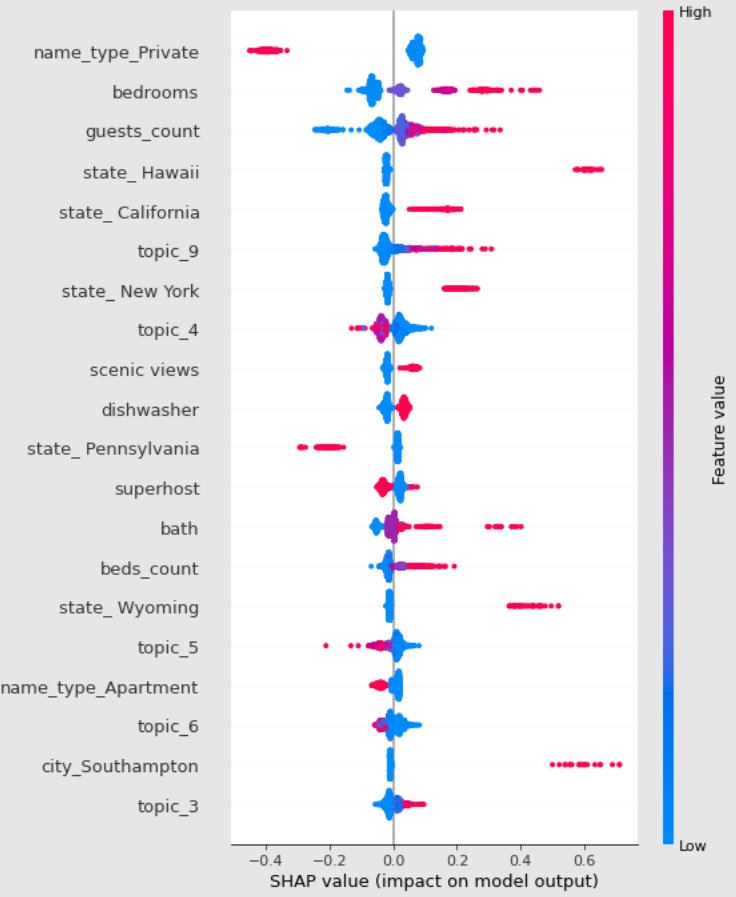 High
name_type_Private
bedrooms
guests_count
state_ Hawaii
state_ California
topic_9
state_ New York
topic_4
scenic views
dishwasher
state_ Pennsylvania
superhost
bath
beds_count
state_ Wyoming
topic_5
name_type_Apartment
topic_6
city_Southampton
topic_3
Feature value
Low
−0.4 −0.2 0.0 0.2 0.4 0.6
SHAP value (impact on model output)